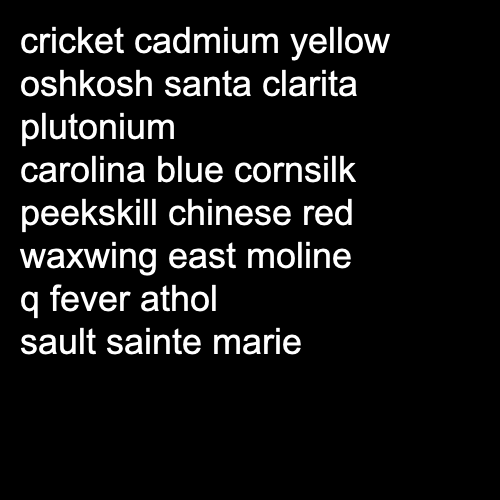 cricket cadmium yellow
oshkosh santa clarita
plutonium
carolina blue cornsilk
peekskill chinese red
waxwing east moline
q fever athol
sault sainte marie